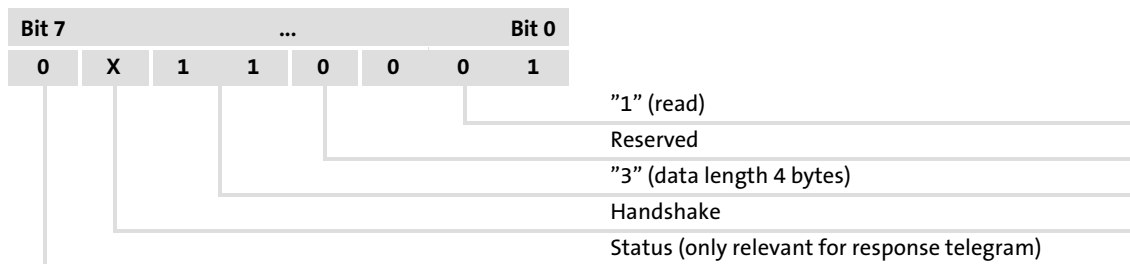 Bit 7 ... Bit 0
0 X 1 1 0 0 0 1
”1” (read)
Reserved
”3” (data length 4 bytes)
Handshake
Status (only relevant for response telegram)